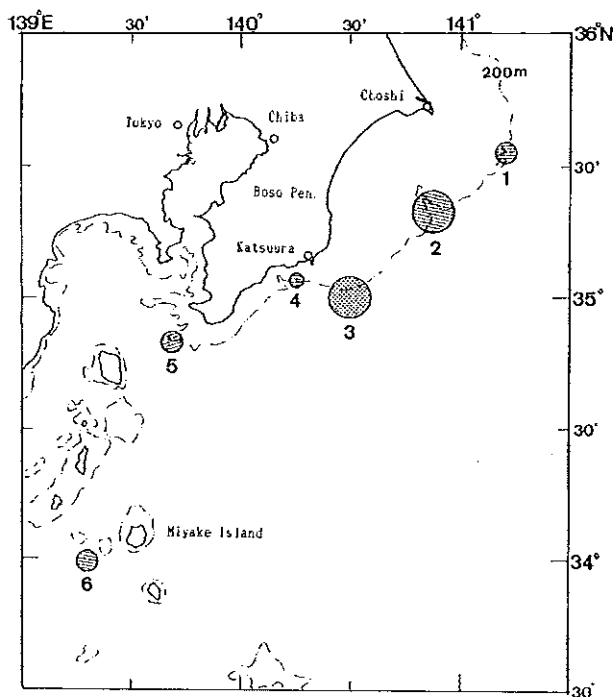 139°E 30' 140° 30' 141° 36°N
200m
Choshi
Tokyo
Chiba
30'
1
Boso Pen.
2
Katsuura
4
35°
3
5
30'
Miyake Island
34°
6
30'